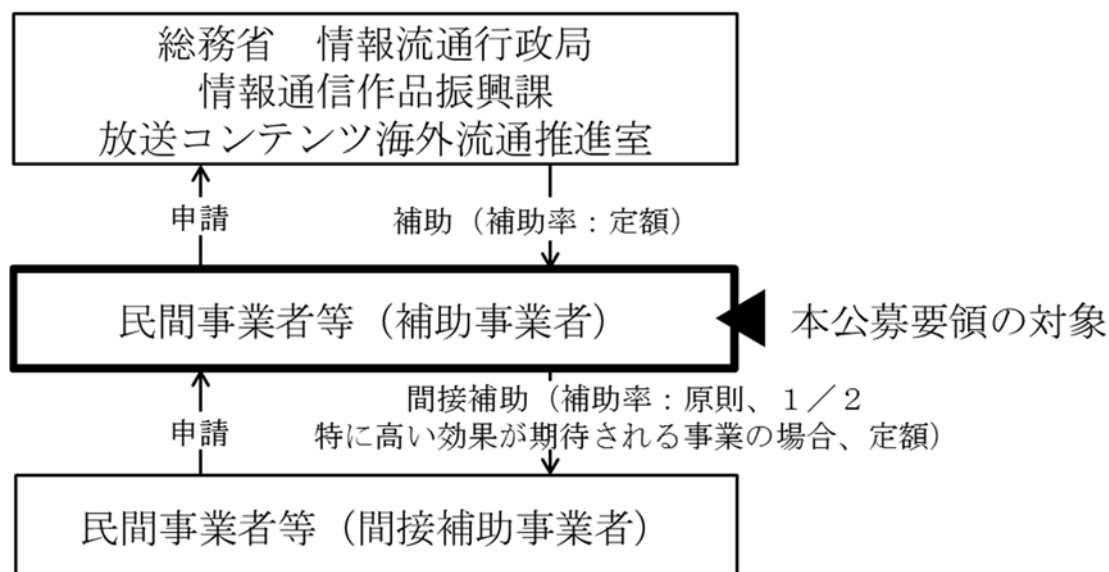 総務省　情報流通行政局
情報通信作品振興課
放送コンテンツ海外流通推進室
申請
補助（補助率：定額）
民間事業者等（補助事業者）
本公募要領の対象
間接補助（補助率：原則、１／２
申請
特に高い効果が期待される事業の場合、定額）
民間事業者等（間接補助事業者）